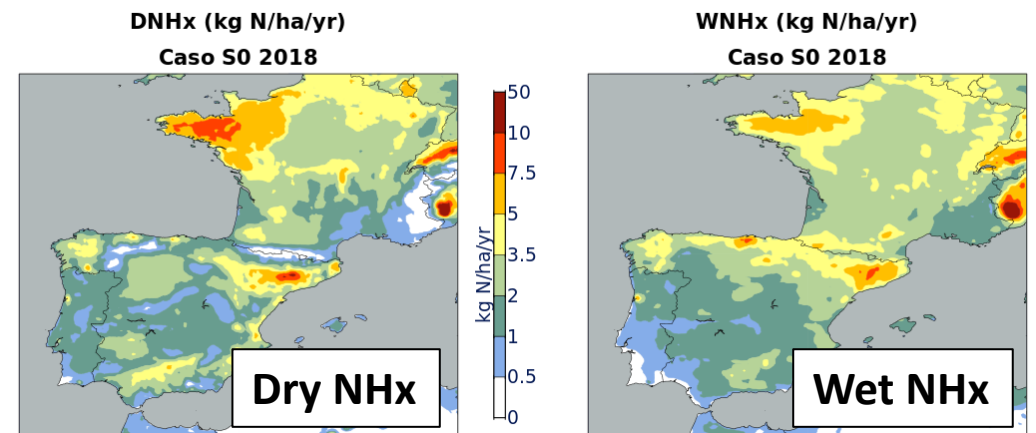 DNHx (kg N/ha/yr)
Caso S0 2018
Dry NHx
50
10
7.5
5
3.5
2
1
0.5
0
kg N/ha/yr
WNHx (kg N/ha/yr)
Caso S0 2018
Wet NHx